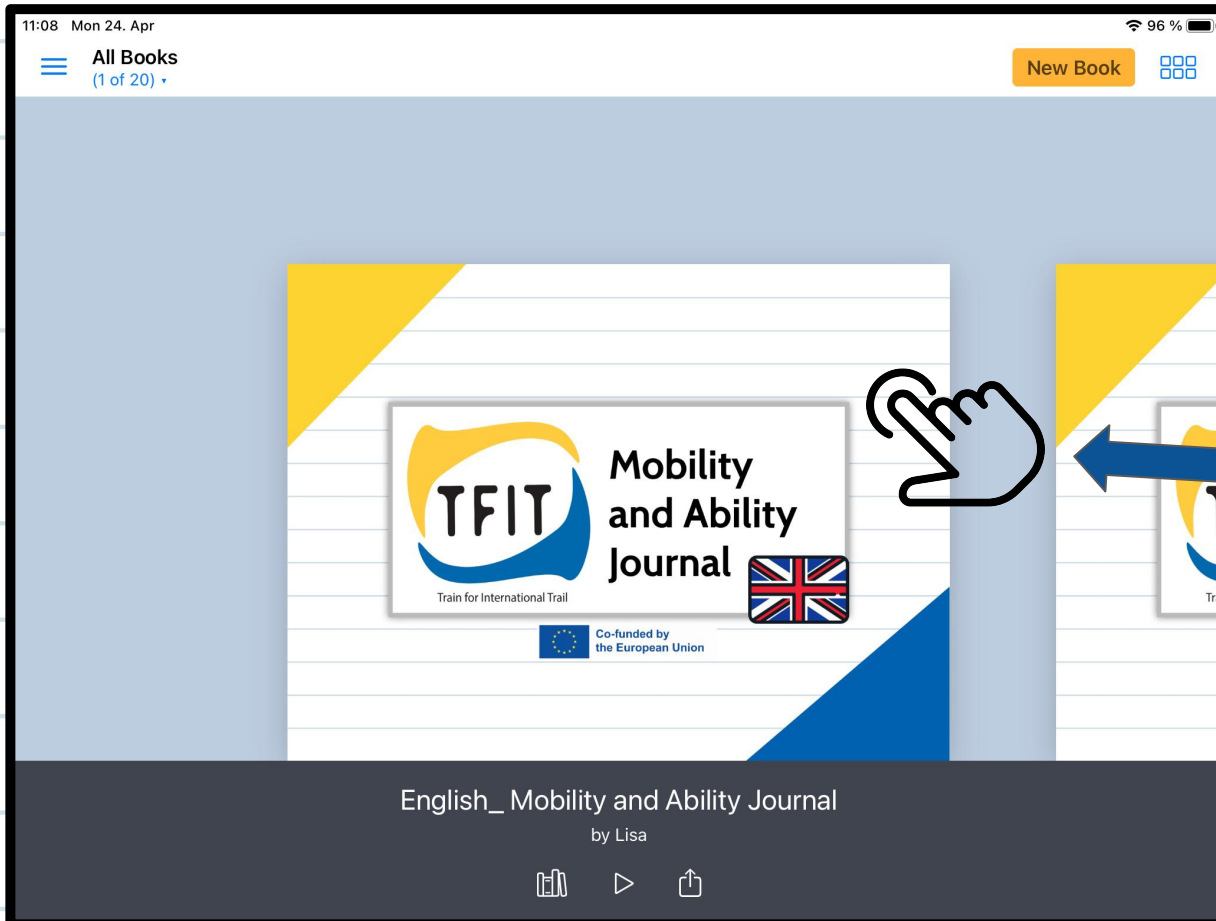 11:08 Mon 24. Apr
96 %
All Books
(1 of 20)
New Book
TFIT
Train for International Trail
Mobility
and Ability
Journal
Co-funded by
the European Union
English_ Mobility and Ability Journal
by Lisa